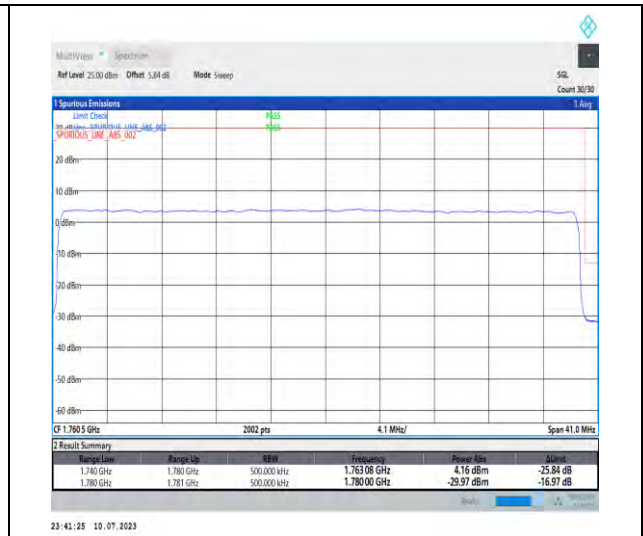 MultiView Spectrum
Ref Level 25.00 dBm Offset 5.84 dB Mode Sweep SGL
Count 30/30
1 Spurious Emissions 1 Avg
Limit Check PASS
PASS
_SPURIOUS_LINE_ABS_002
20 dBm
10 dBm
0 dBm
-10 dBm
-20 dBm
-30 dBm
-40 dBm
-50 dBm
-60 dBm
CF 1.7605 GHz 2002 pts 4.1 MHz/ Span 41.0 MHz
2 Result Summary
Range Low Range Up RBW Frequency Power Abs ΔLimit
1.740 GHz 1.780 GHz 500.000 kHz 1.76308 GHz 4.16 dBm -25.84 dB
1.780 GHz 1.781 GHz 500.000 kHz 1.78000 GHz -29.97 dBm -16.97 dB
23:41:25 10.07.2023